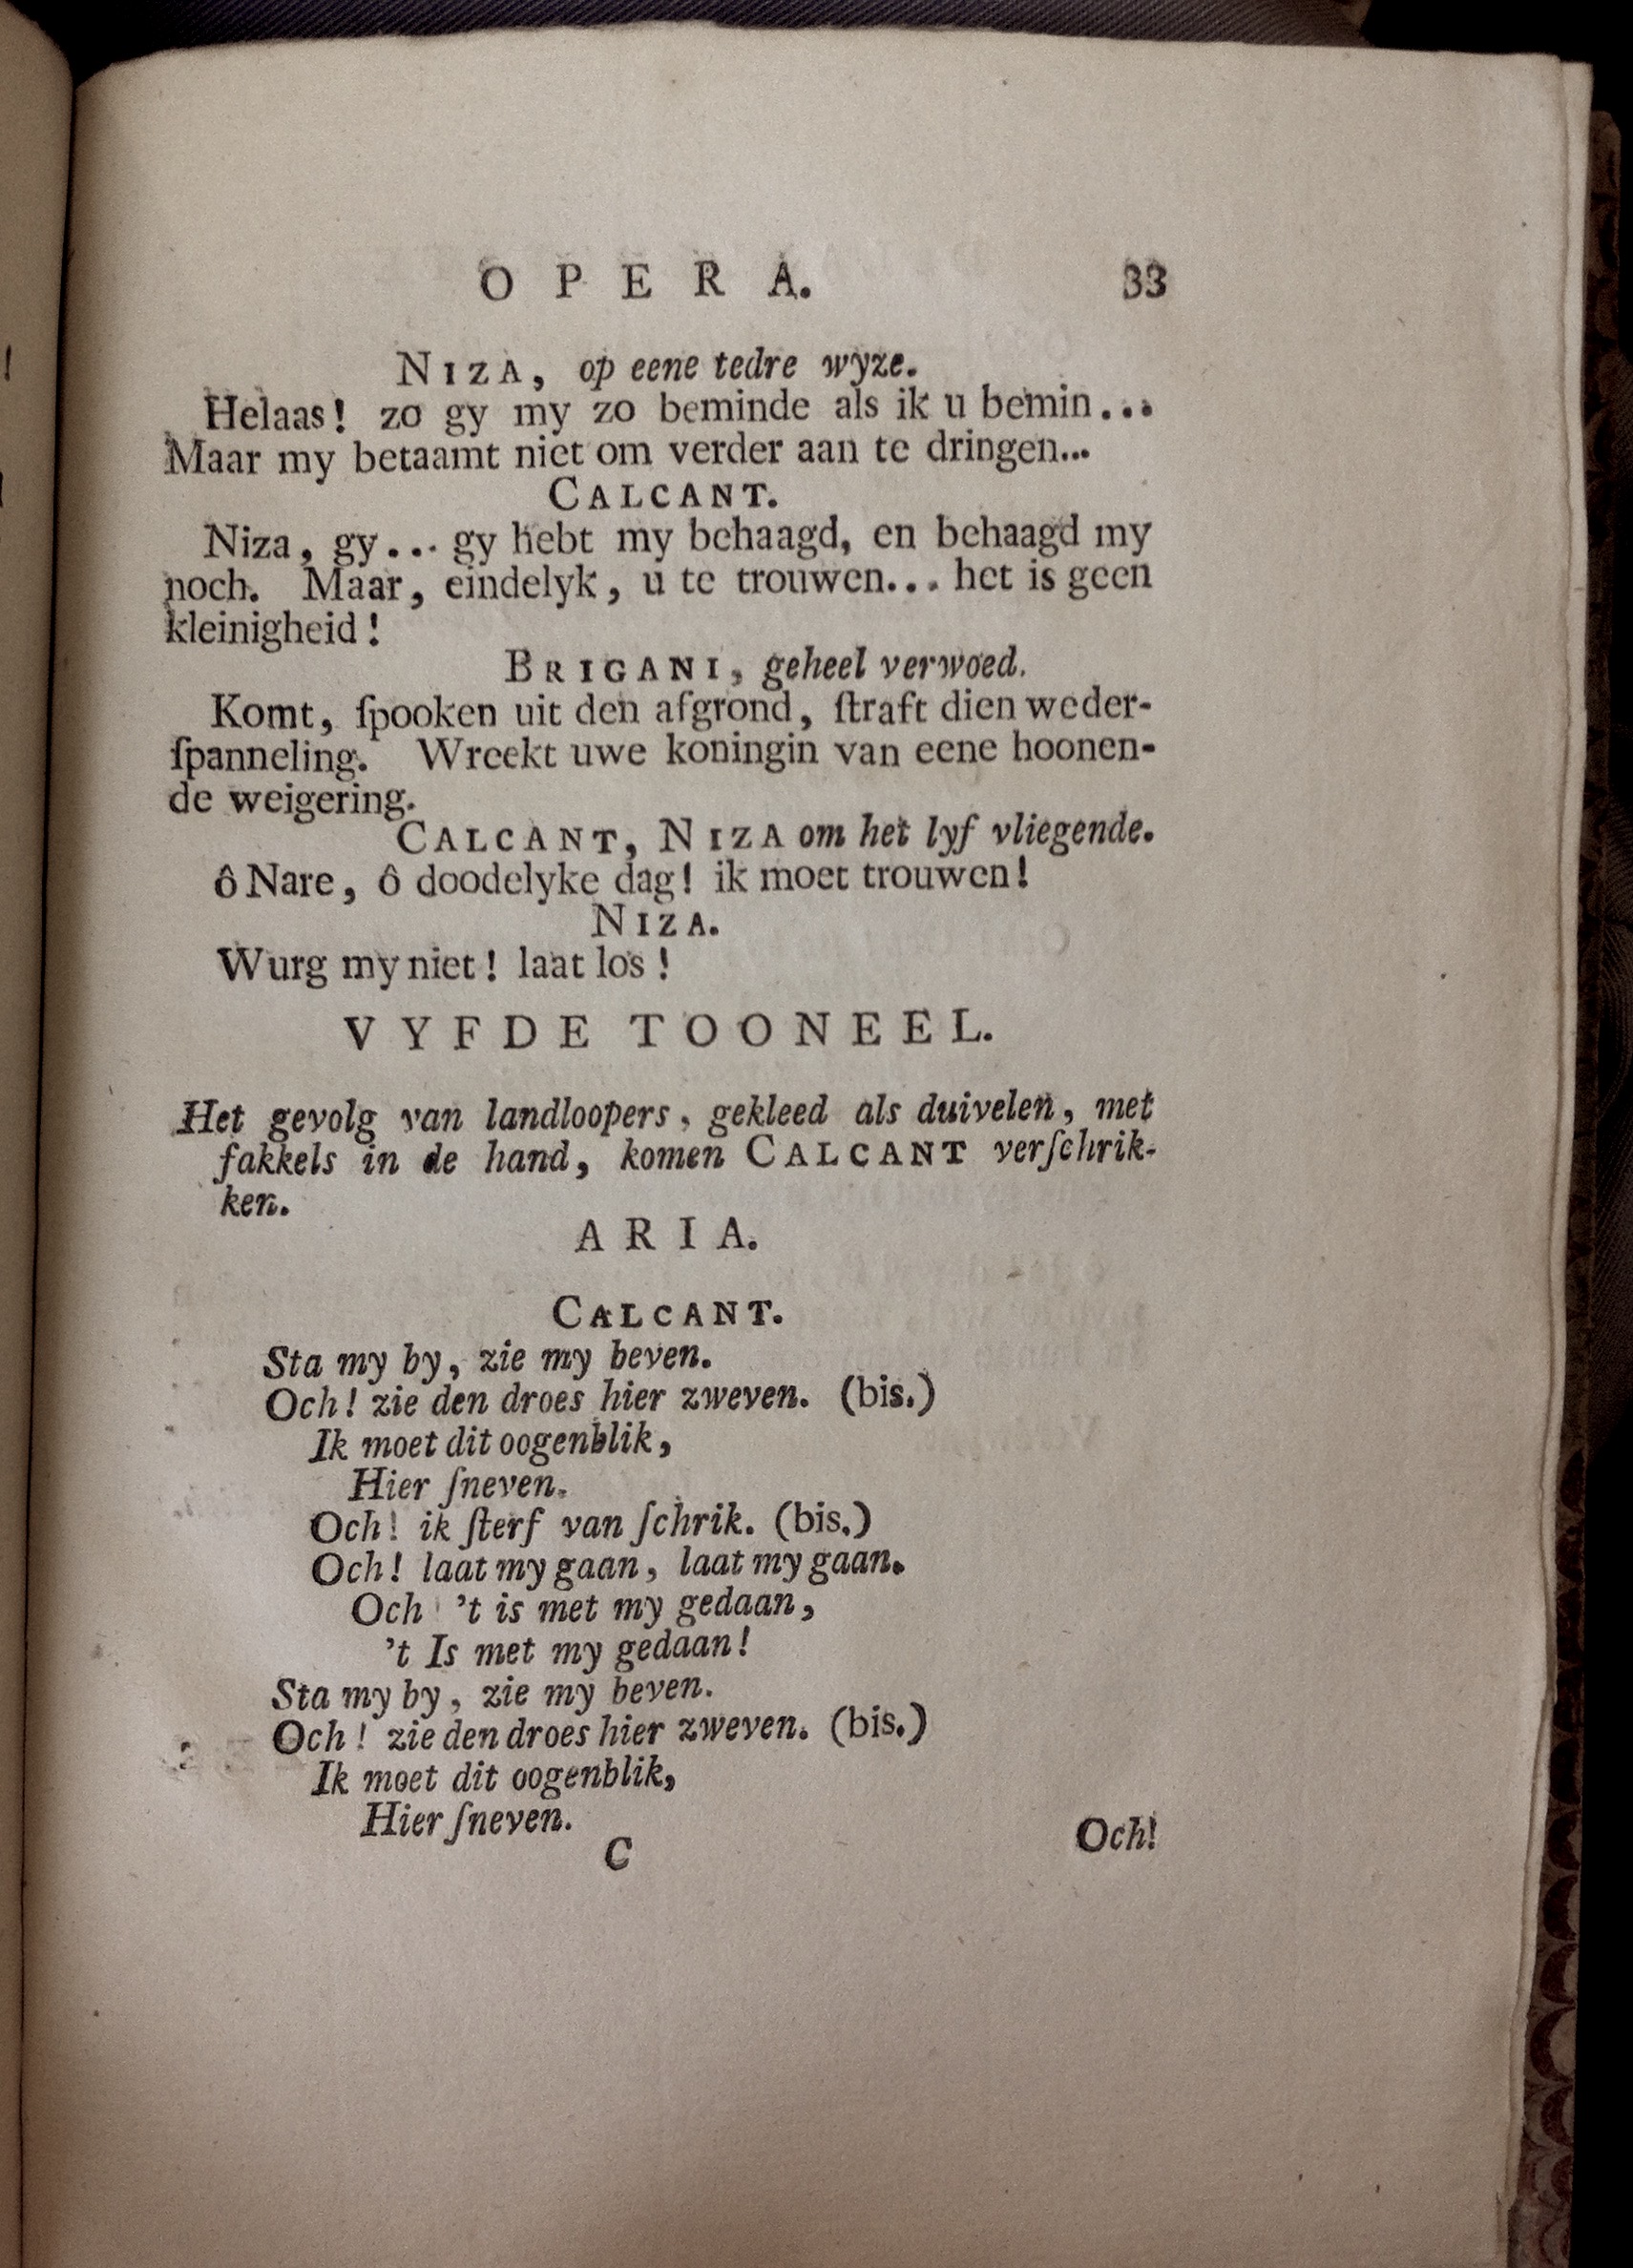 OPERA. 33
NIZA, op eene tedre wyze.
Helaas! zo gy my zo beminde als ik u bemin...
Maar my betaamt niet om verder aan te dringen...
CALCANT.
Niza, gy... gy hebt my behaagd, en behaagd my
noch. Maar, eindelyk, u te trouwen... het is geen
kleinigheid!
BRIGANI, geheel verwoed.
Komt, ſpooken uit den afgrond, ſtraft dien weder-
ſpanneling. Wreekt uwe koningin van eene hoonen-
de weigering.
CALCANT, NIZA om het lyf vliegende.
ô Nare, ô doodelyke dag! ik moet trouwen!
NIZA.
Wurg my niet! laat los!
VYFDE TOONEEL.
Het gevolg van landloopers, gekleed als duivelen, met
fakkels in de hand, komen CALCANT verſchrik-
ken.
ARIA.
CALCANT.
Sta my by, zie my beven.
Och! zie den droes hier zweven. (bis.)
Ik moet dit oogenblik,
Hier ſneven.
Och! ik ſterf van ſchrik. (bis.)
Och! laat my gaan, laat my gaan.
Och! 't is met my gedaan,
't Is met my gedaan!
Sta my by, zie my beven.
Och! zie den droes hier zweven. (bis.)
Ik moet dit oogenblik,
Hier ſneven.
C Och!